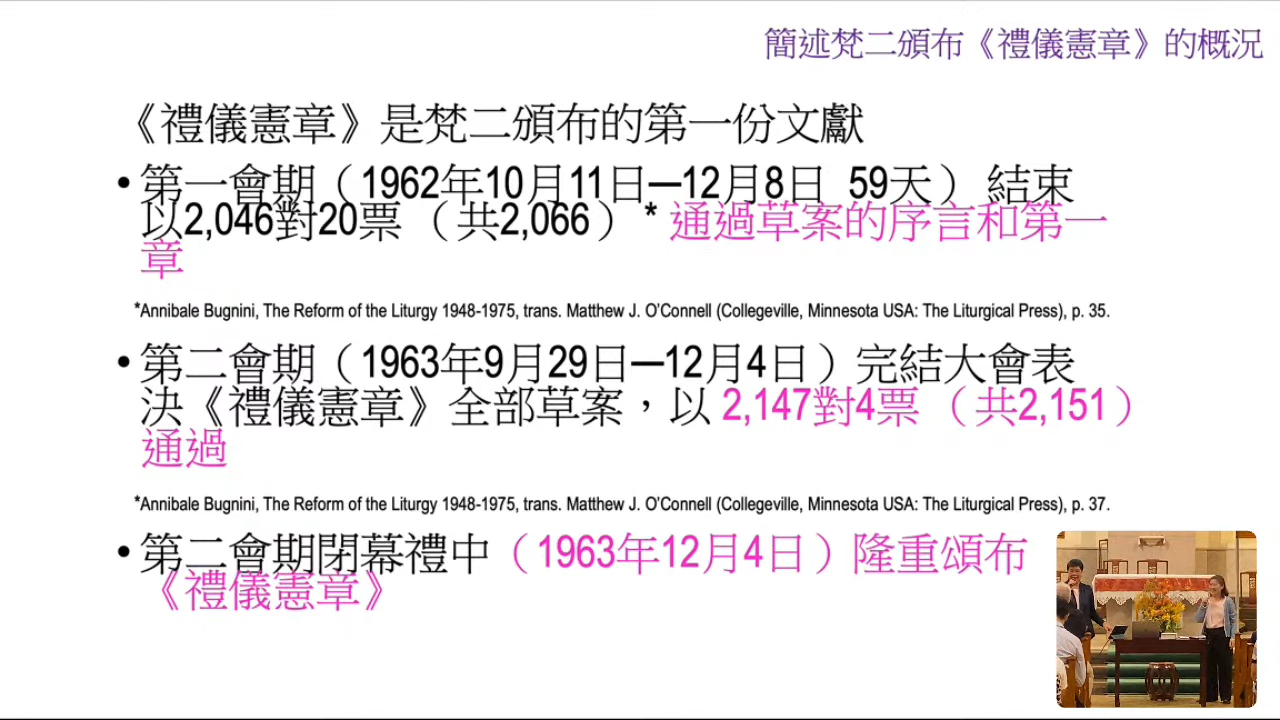 簡述梵二頒布《禮儀憲章》的概況
《禮儀憲章》是梵二頒布的第一份文獻
• 第一會期（1962年10月11日—12月8日 59天） 結束
以2,046對20票 （共2,066） * 通過草案的序言和第一
章
*Annibale Bugnini, The Reform of the Liturgy 1948-1975, trans. Matthew J. O'Connell (Collegeville, Minnesota USA: The Liturgical Press), p. 35.
• 第二會期（1963年9月29日—12月4日）完結大會表
決《禮儀憲章》全部草案，以 2,147對4票 （共2,151）
通過
*Annibale Bugnini, The Reform of the Liturgy 1948-1975, trans. Matthew J. O'Connell (Collegeville, Minnesota USA: The Liturgical Press), p. 37.
• 第二會期閉幕禮中（1963年12月4日）隆重頒布
《禮儀憲章》